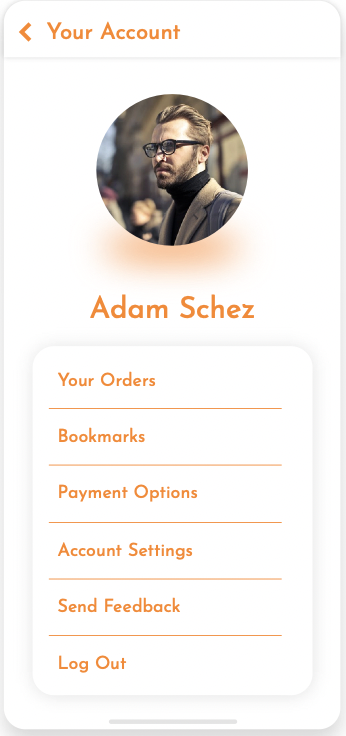 Your Account
Adam Schez
Your Orders
Bookmarks
Payment Options
Account Settings
Send Feedback
Log Out